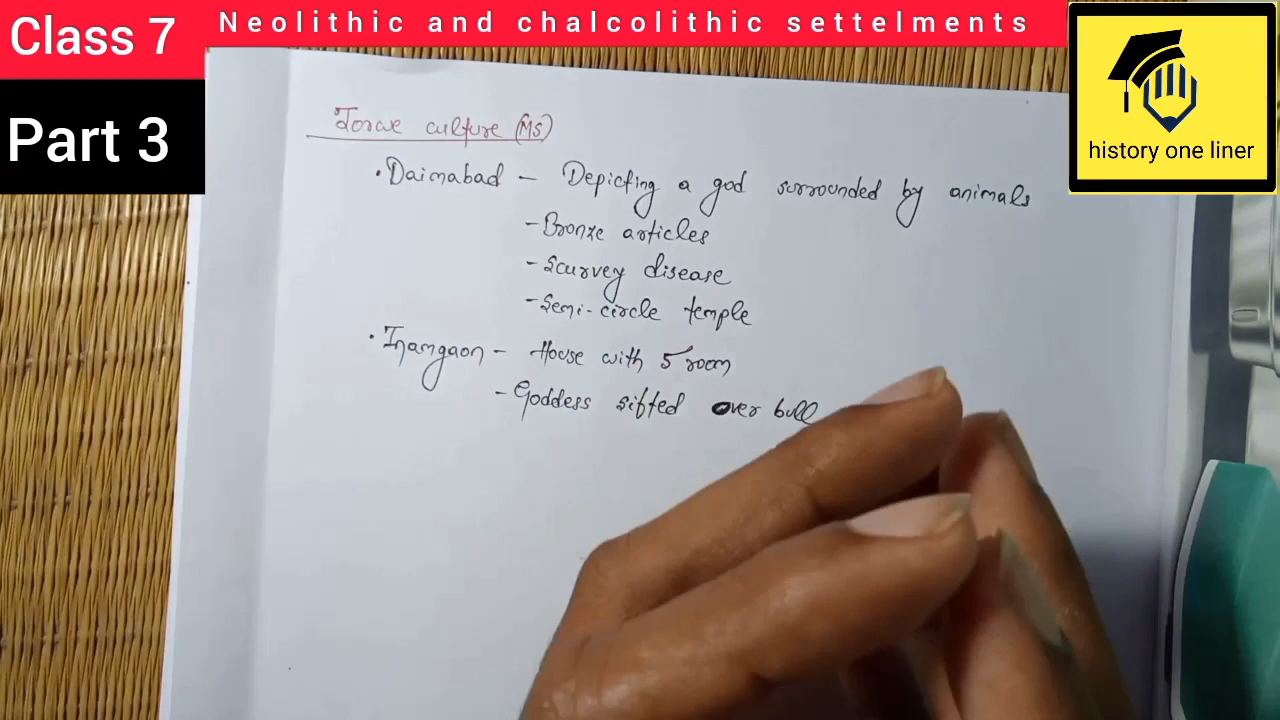 Class 7
Neolithic and chalcolithic settelments
Part 3
history one liner
Jorwe culture (MS)
• Daimabad — Depicting a god surrounded by animals
- Bronze articles
- Scurvey disease
- Semi-circle temple
• Inamgaon - House with 5 room
- Goddess sifted over bull